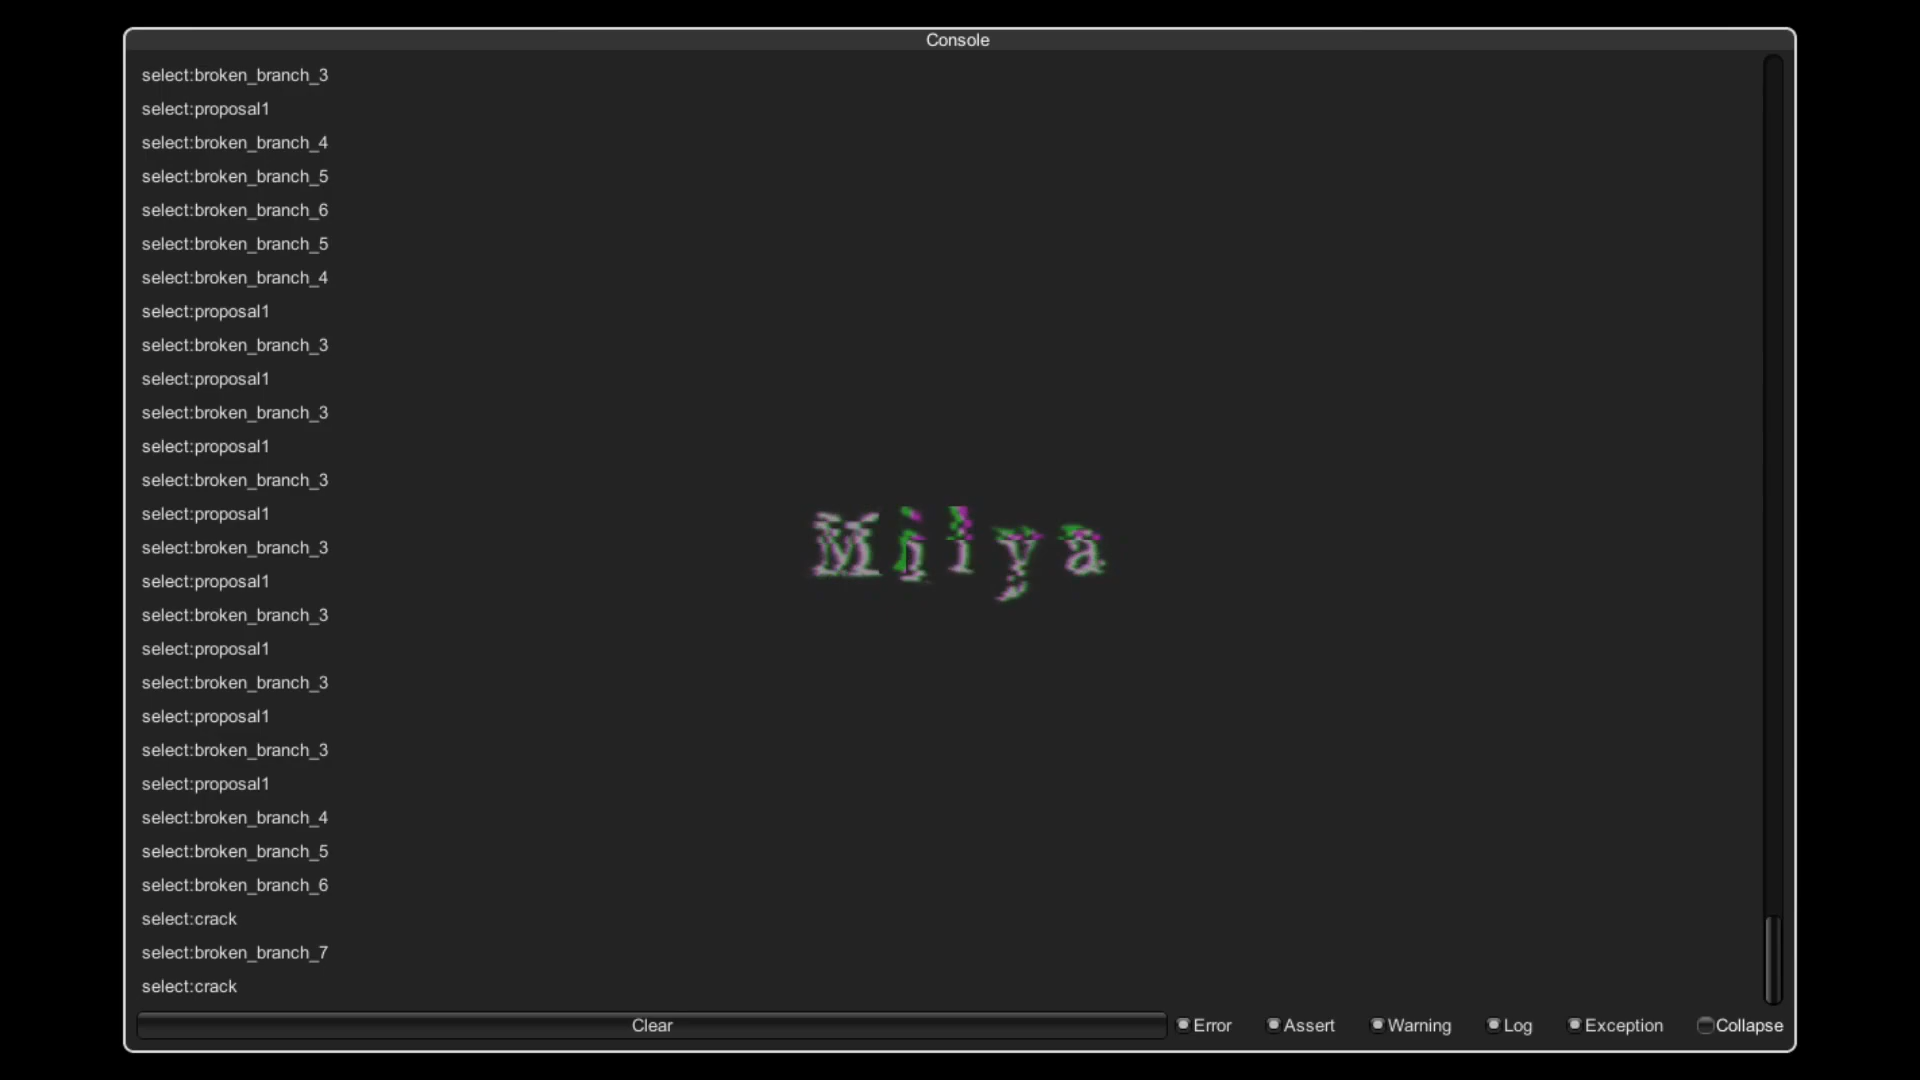 Console
select:broken_branch_3
select:proposal1
select:broken_branch_4
select:broken_branch_5
select:broken_branch_6
select:broken_branch_5
select:broken_branch_4
select:proposal1
select:broken_branch_3
select:proposal1
select:broken_branch_3
select:proposal1
select:broken_branch_3
select:proposal1
select:broken_branch_3
select:proposal1
select:broken_branch_3
select:proposal1
select:broken_branch_3
select:proposal1
select:broken_branch_3
select:proposal1
select:broken_branch_4
select:broken_branch_5
select:broken_branch_6
select:crack
select:broken_branch_7
select:crack
Milya
Clear Error Assert Warning Log Exception Collapse